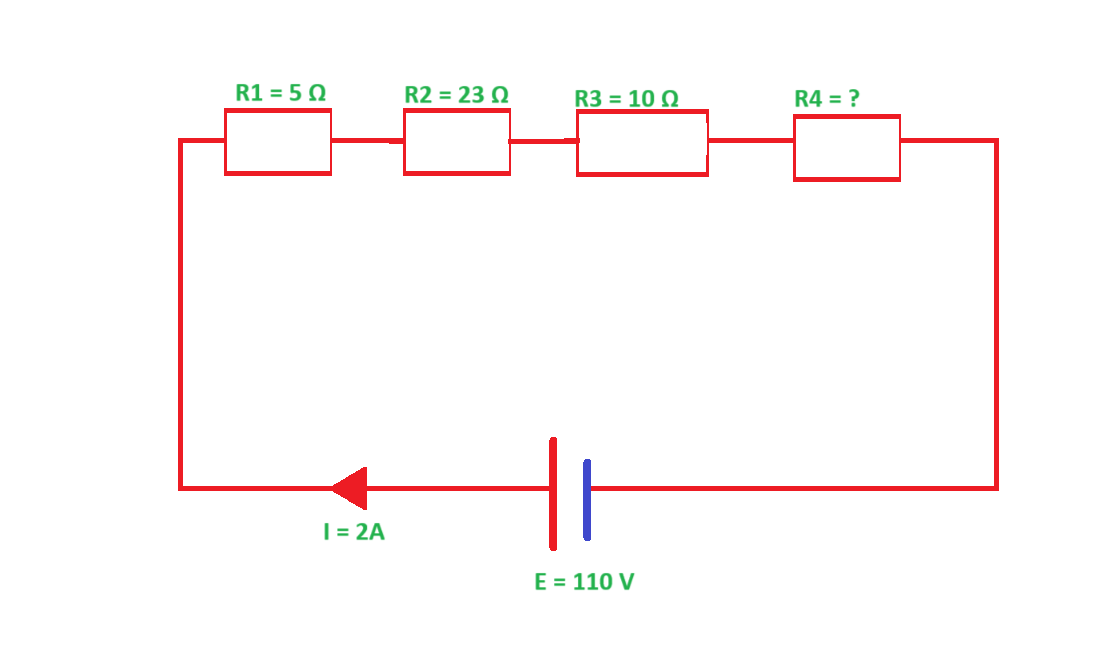 R1 = 5 Ω
R2 = 23 Ω
R3 = 10 Ω
R4 = ?
I = 2A
E = 110 V